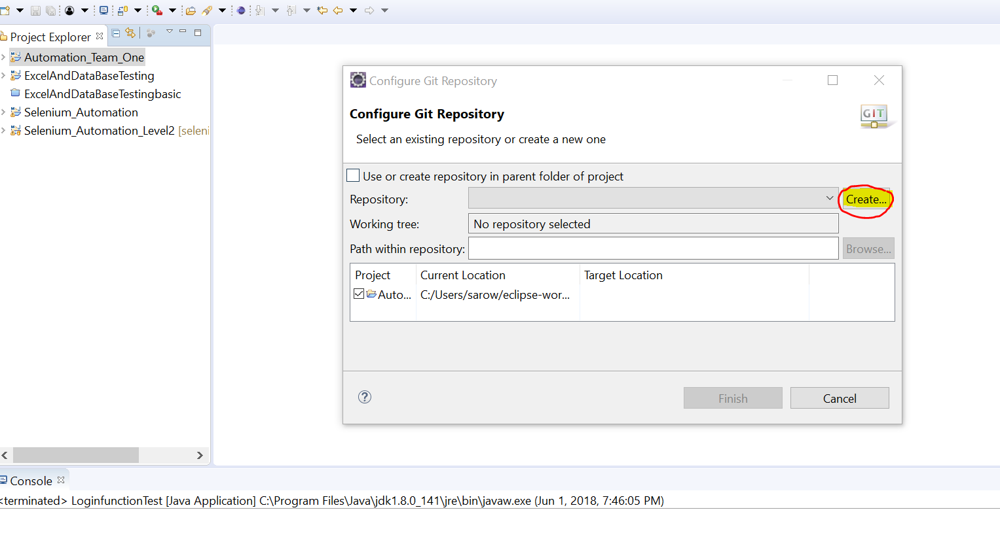 Project Explorer
Automation_Team_One
ExcelAndDataBaseTesting
ExcelAndDataBaseTestingbasic
Selenium_Automation
Selenium_Automation_Level2 [seleni
Configure Git Repository
Configure Git Repository
GIT
Select an existing repository or create a new one
Use or create repository in parent folder of project
Repository: Create...
Working tree: No repository selected
Path within repository: Browse...
Project Current Location Target Location
Auto... C:/Users/sarow/eclipse-wor...
? Finish Cancel
Console
<terminated> LoginfunctionTest [Java Application] C:\Program Files\Java\jdk1.8.0_141\jre\bin\javaw.exe (Jun 1, 2018, 7:46:05 PM)